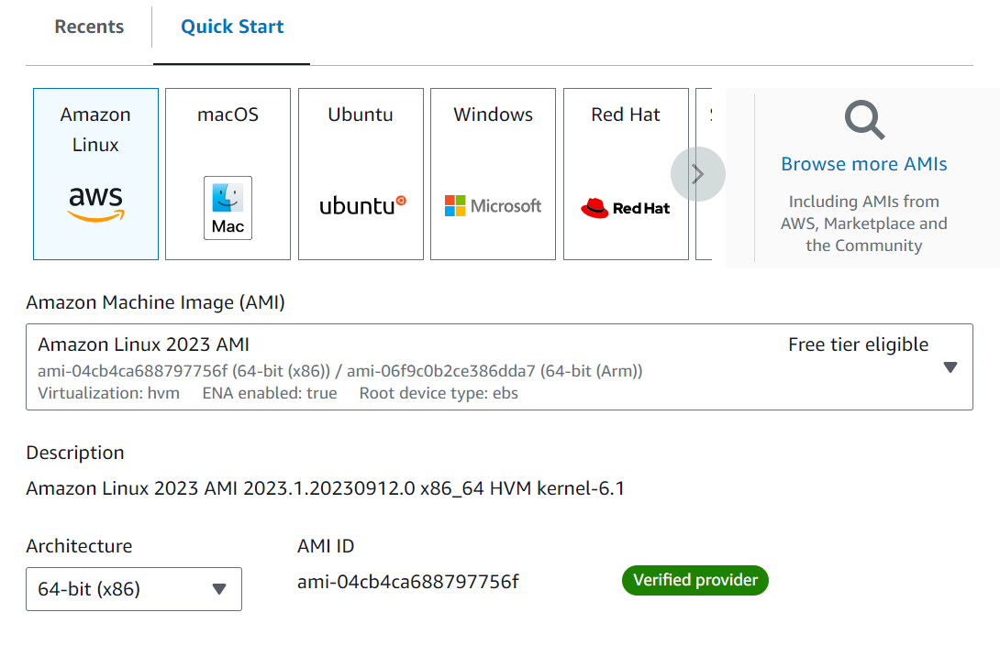 Recents
Quick Start
Amazon
Linux
aws
macOS
Mac
Ubuntu
ubuntu
Windows
Microsoft
Red Hat
Red Hat
Browse more AMIs
Including AMIs from
AWS, Marketplace and
the Community
Amazon Machine Image (AMI)
Amazon Linux 2023 AMI
Free tier eligible
ami-04cb4ca688797756f (64-bit (x86)) / ami-06f9c0b2ce386dda7 (64-bit (Arm))
Virtualization: hvm ENA enabled: true Root device type: ebs
Description
Amazon Linux 2023 AMI 2023.1.20230912.0 x86_64 HVM kernel-6.1
Architecture
AMI ID
64-bit (x86)
ami-04cb4ca688797756f
Verified provider